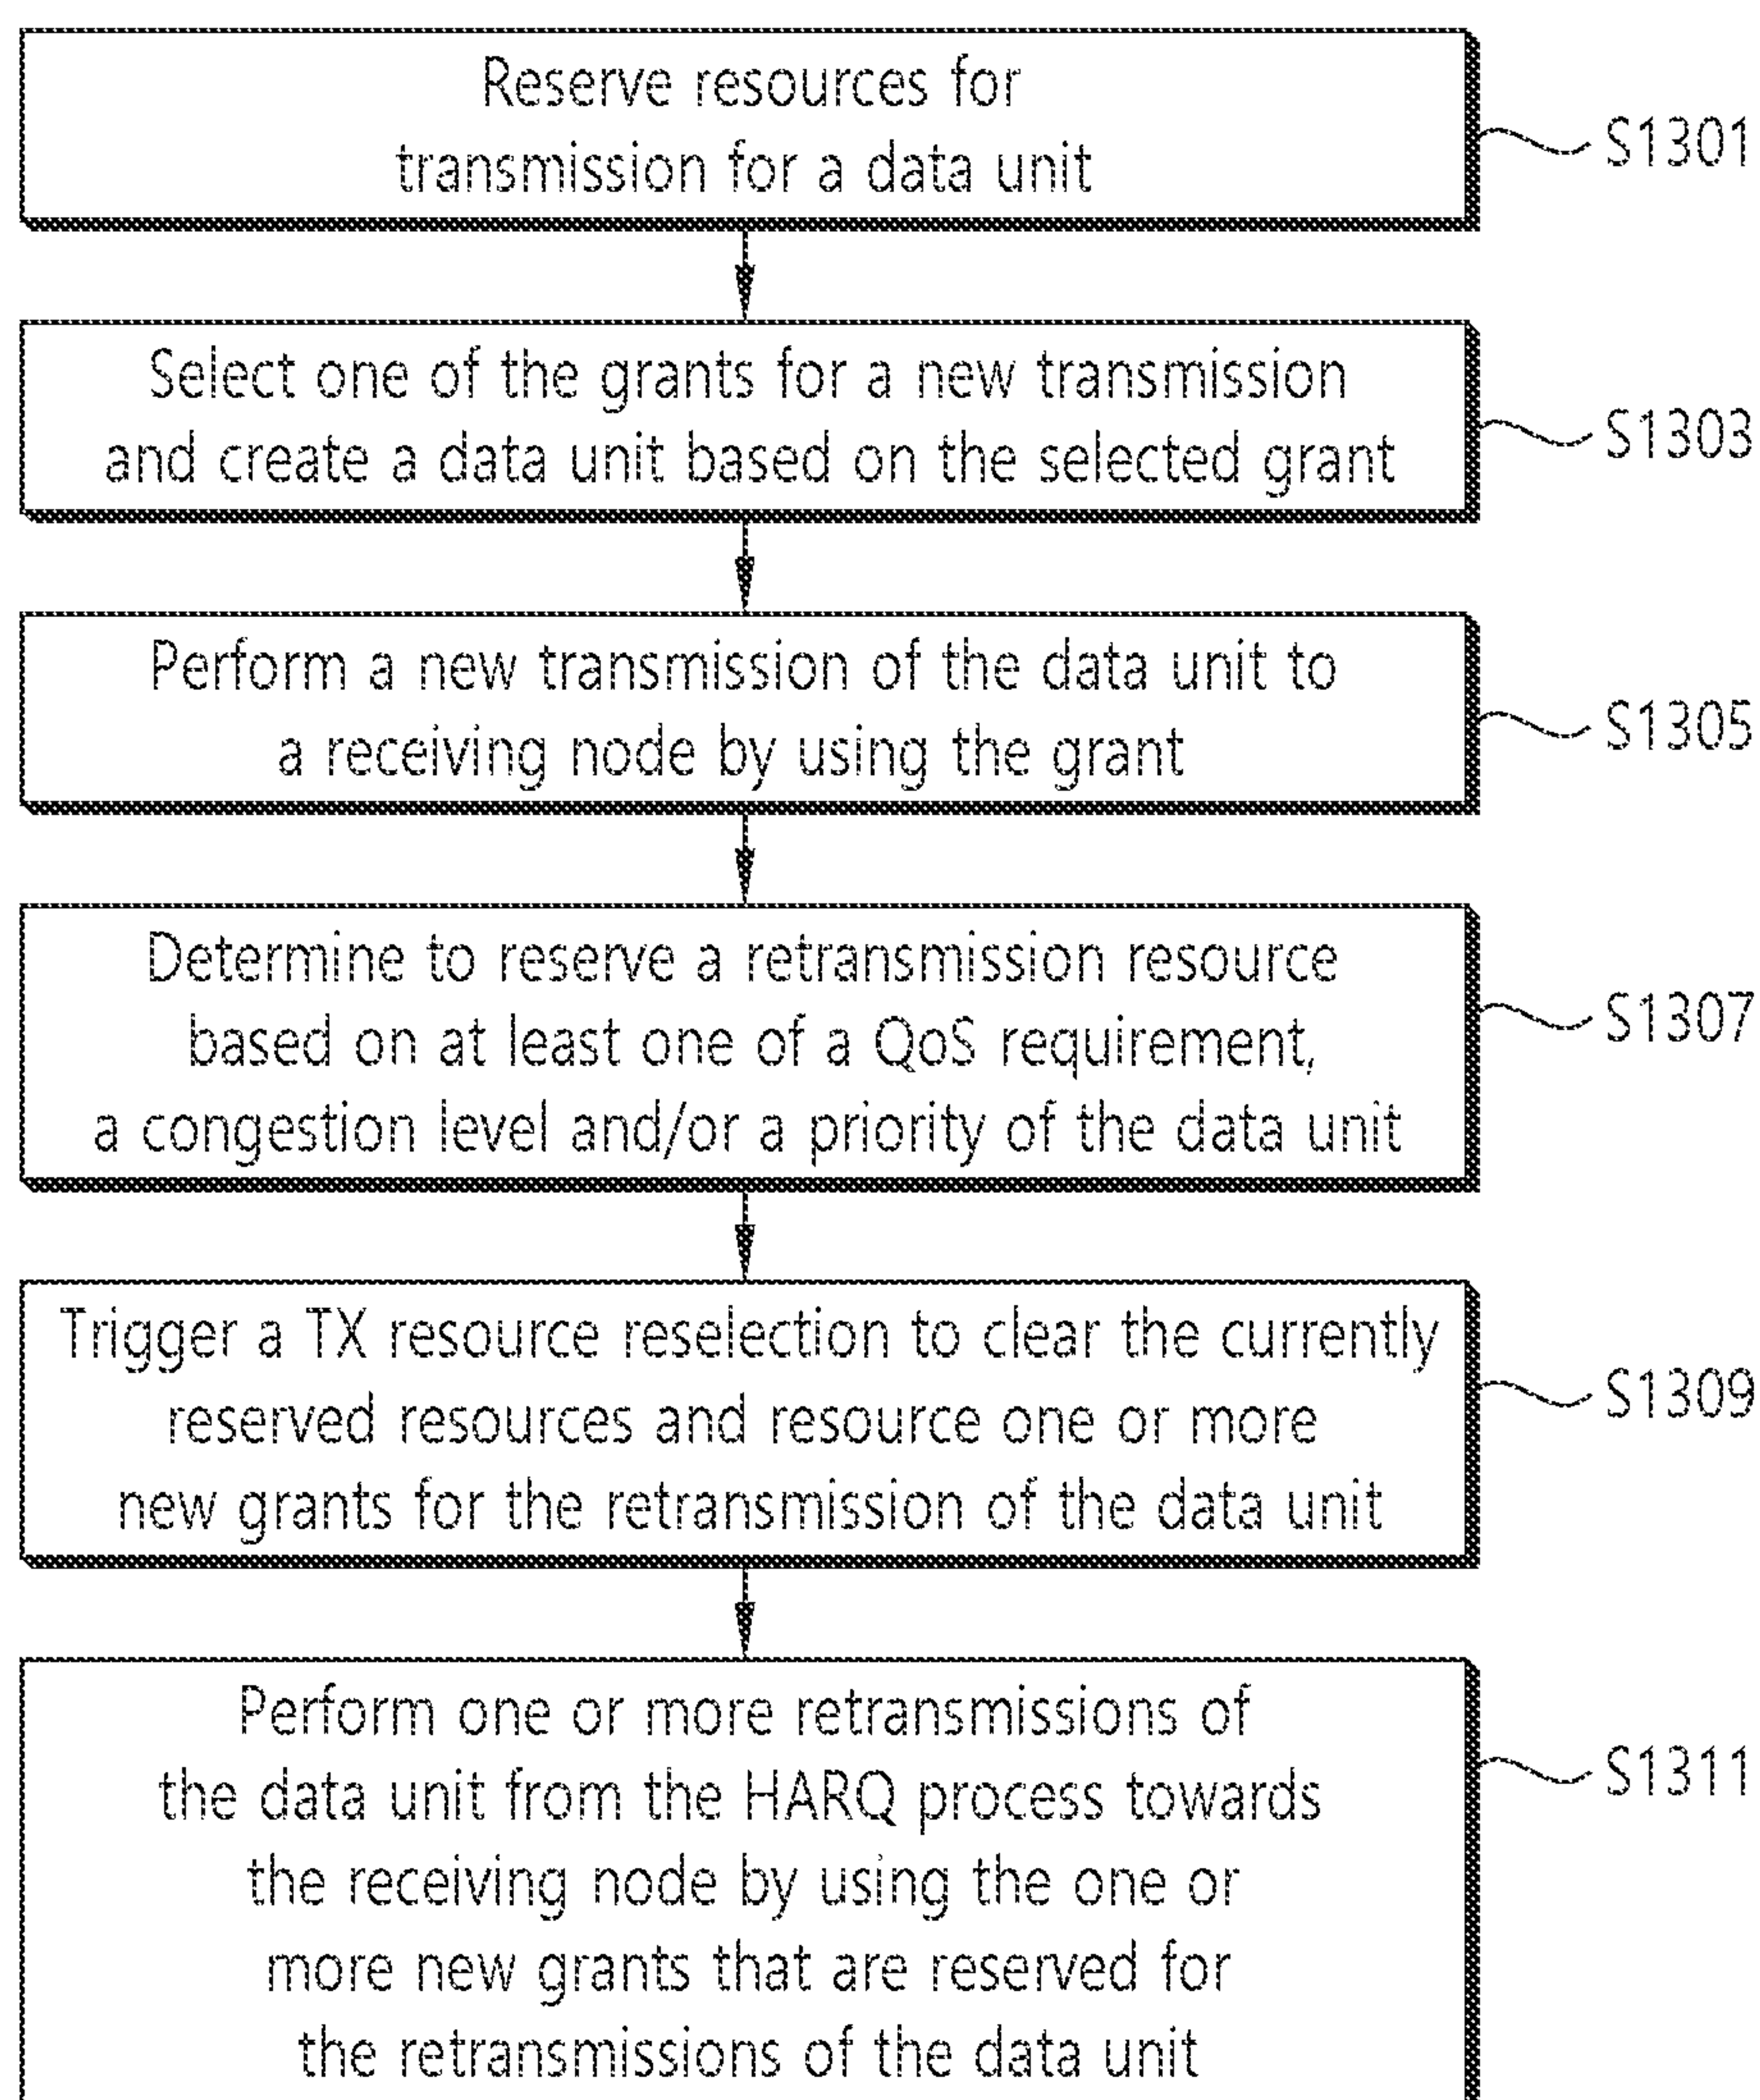 Reserve resources for
transmission for a data unit
S1301
Select one of the grants for a new transmission
and create a data unit based on the selected grant
S1303
Perform a new transmission of the data unit to
a receiving node by using the grant
S1305
Determine to reserve a retransmission resource
based on at least one of a QoS requirement,
a congestion level and/or a priority of the data unit
S1307
Trigger a TX resource reselection to clear the currently
reserved resources and resource one or more
new grants for the retransmission of the data unit
S1309
Perform one or more retransmissions of
the data unit from the HARQ process towards
the receiving node by using the one or
more new grants that are reserved for
the retransmissions of the data unit
S1311